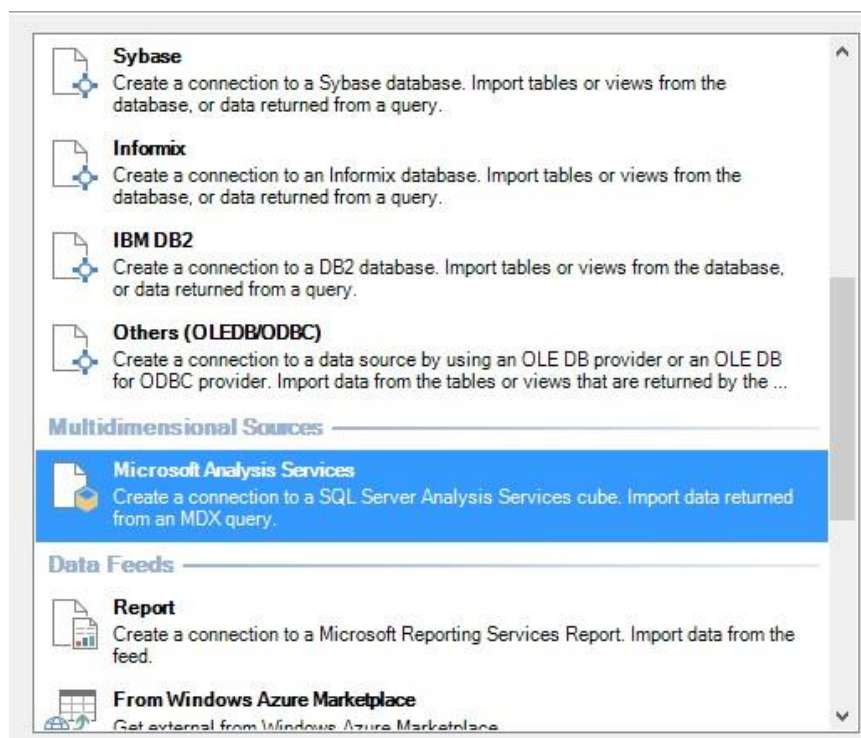 Sybase
Create a connection to a Sybase database. Import tables or views from the
database, or data returned from a query.
Informix
Create a connection to an Informix database. Import tables or views from the
database, or data returned from a query.
IBM DB2
Create a connection to a DB2 database. Import tables or views from the database,
or data returned from a query.
Others (OLEDB/ODBC)
Create a connection to a data source by using an OLE DB provider or an OLE DB
for ODBC provider. Import data from the tables or views that are returned by the ...
Multidimensional Sources
Microsoft Analysis Services
Create a connection to a SQL Server Analysis Services cube. Import data returned
from an MDX query.
Data Feeds
Report
Create a connection to a Microsoft Reporting Services Report. Import data from the
feed.
From Windows Azure Marketplace
Get external from Windows Azure Marketplace